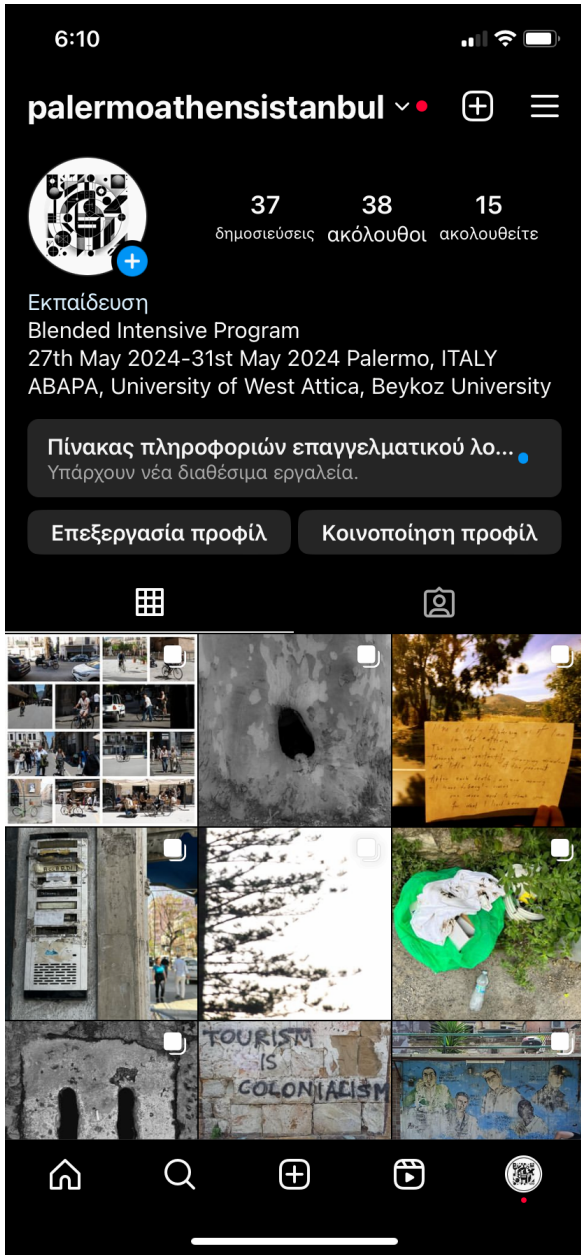 6:10
palermoathensistanbul
37 38 15
δημοσιεύσεις ακόλουθοι ακολουθείτε
Εκπαίδευση
Blended Intensive Program
27th May 2024-31st May 2024 Palermo, ITALY
ABAPA, University of West Attica, Beykoz University
Πίνακας πληροφοριών επαγγελματικού λο...
Υπάρχουν νέα διαθέσιμα εργαλεία.
Επεξεργασία προφίλ Κοινοποίηση προφίλ
TOURISM
IS
COLONIALISM